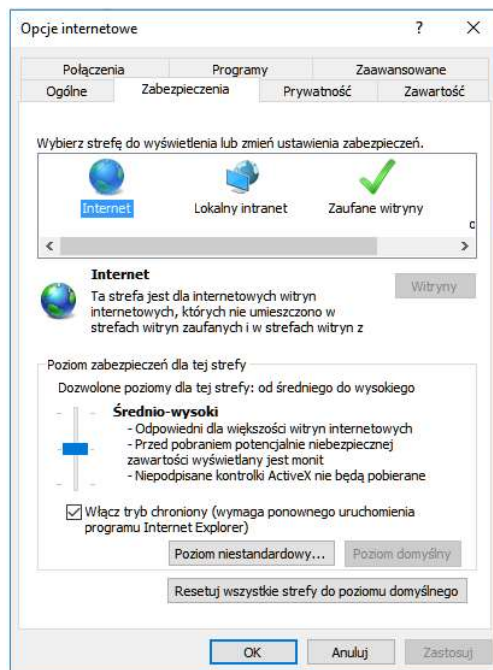 Opcje internetowe
?
Połączenia Programy Zaawansowane
Ogólne Zabezpieczenia Prywatność Zawartość
Wybierz strefę do wyświetlenia lub zmień ustawienia zabezpieczeń.
Internet Lokalny intranet Zaufane witryny
Internet
Witryny
Ta strefa jest dla internetowych witryn
internetowych, których nie umieszczono w
strefach witryn zaufanych i w strefach witryn z
Poziom zabezpieczeń dla tej strefy
Dozwolone poziomy dla tej strefy: od średniego do wysokiego
Średnio-wysoki
- Odpowiedni dla większości witryn internetowych
- Przed pobraniem potencjalnie niebezpiecznej
zawartości wyświetlany jest monit
- Niepodpisane kontrolki ActiveX nie będą pobierane
Włącz tryb chroniony (wymaga ponownego uruchomienia
programu Internet Explorer)
Poziom niestandardowy... Poziom domyślny
Resetuj wszystkie strefy do poziomu domyślnego
OK Anuluj Zastosuj